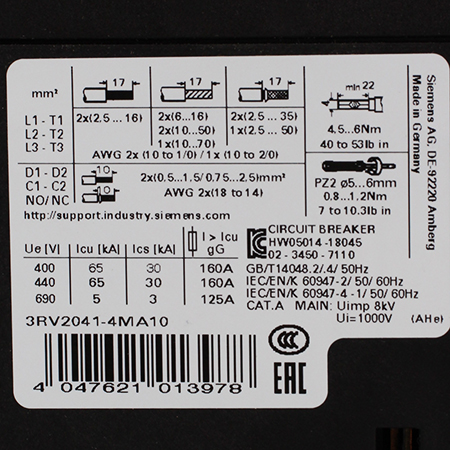 mm²
17
17
17
L1 - T1
L2 - T2
L3 - T3
2x(2.5 ... 16)
2x(6...16)
2x(10...50)
1x(10...70)
2x(2.5 ... 35)
1x(2.5 ... 50)
AWG 2x (10 to 1/0) / 1x (10 to 2/0)
min 22
4.5...6Nm
40 to 53lb in
D1 - D2
C1 - C2
NO/ NC
10
10
2x(0.5...1.5/ 0.75 ... 2.5)mm²
AWG 2x(18 to 14)
PZ2 ø5...6mm
0.8...1.2Nm
7 to 10.3lb in
http://support.industry.siemens.com
Siemens AG, DE-92220 Amberg
Made in Germany
Ue [V]
Icu [kA]
Ics [kA]
I > Icu
gG
400 65 30 160A
440 65 30 160A
690 5 3 125A
CIRCUIT BREAKER
HW05014 -18045
02 - 3450 - 7110
GB/T14048.2/.4/ 50Hz
IEC/EN/K 60947-2/ 50/ 60Hz
IEC/EN/K 60947-4 -1/ 50/ 60Hz
CAT.A MAIN: Uimp 8kV
Ui= 1000V
(AHe)
3RV2041-4MA10
4 047621 013978
CCC
EAC